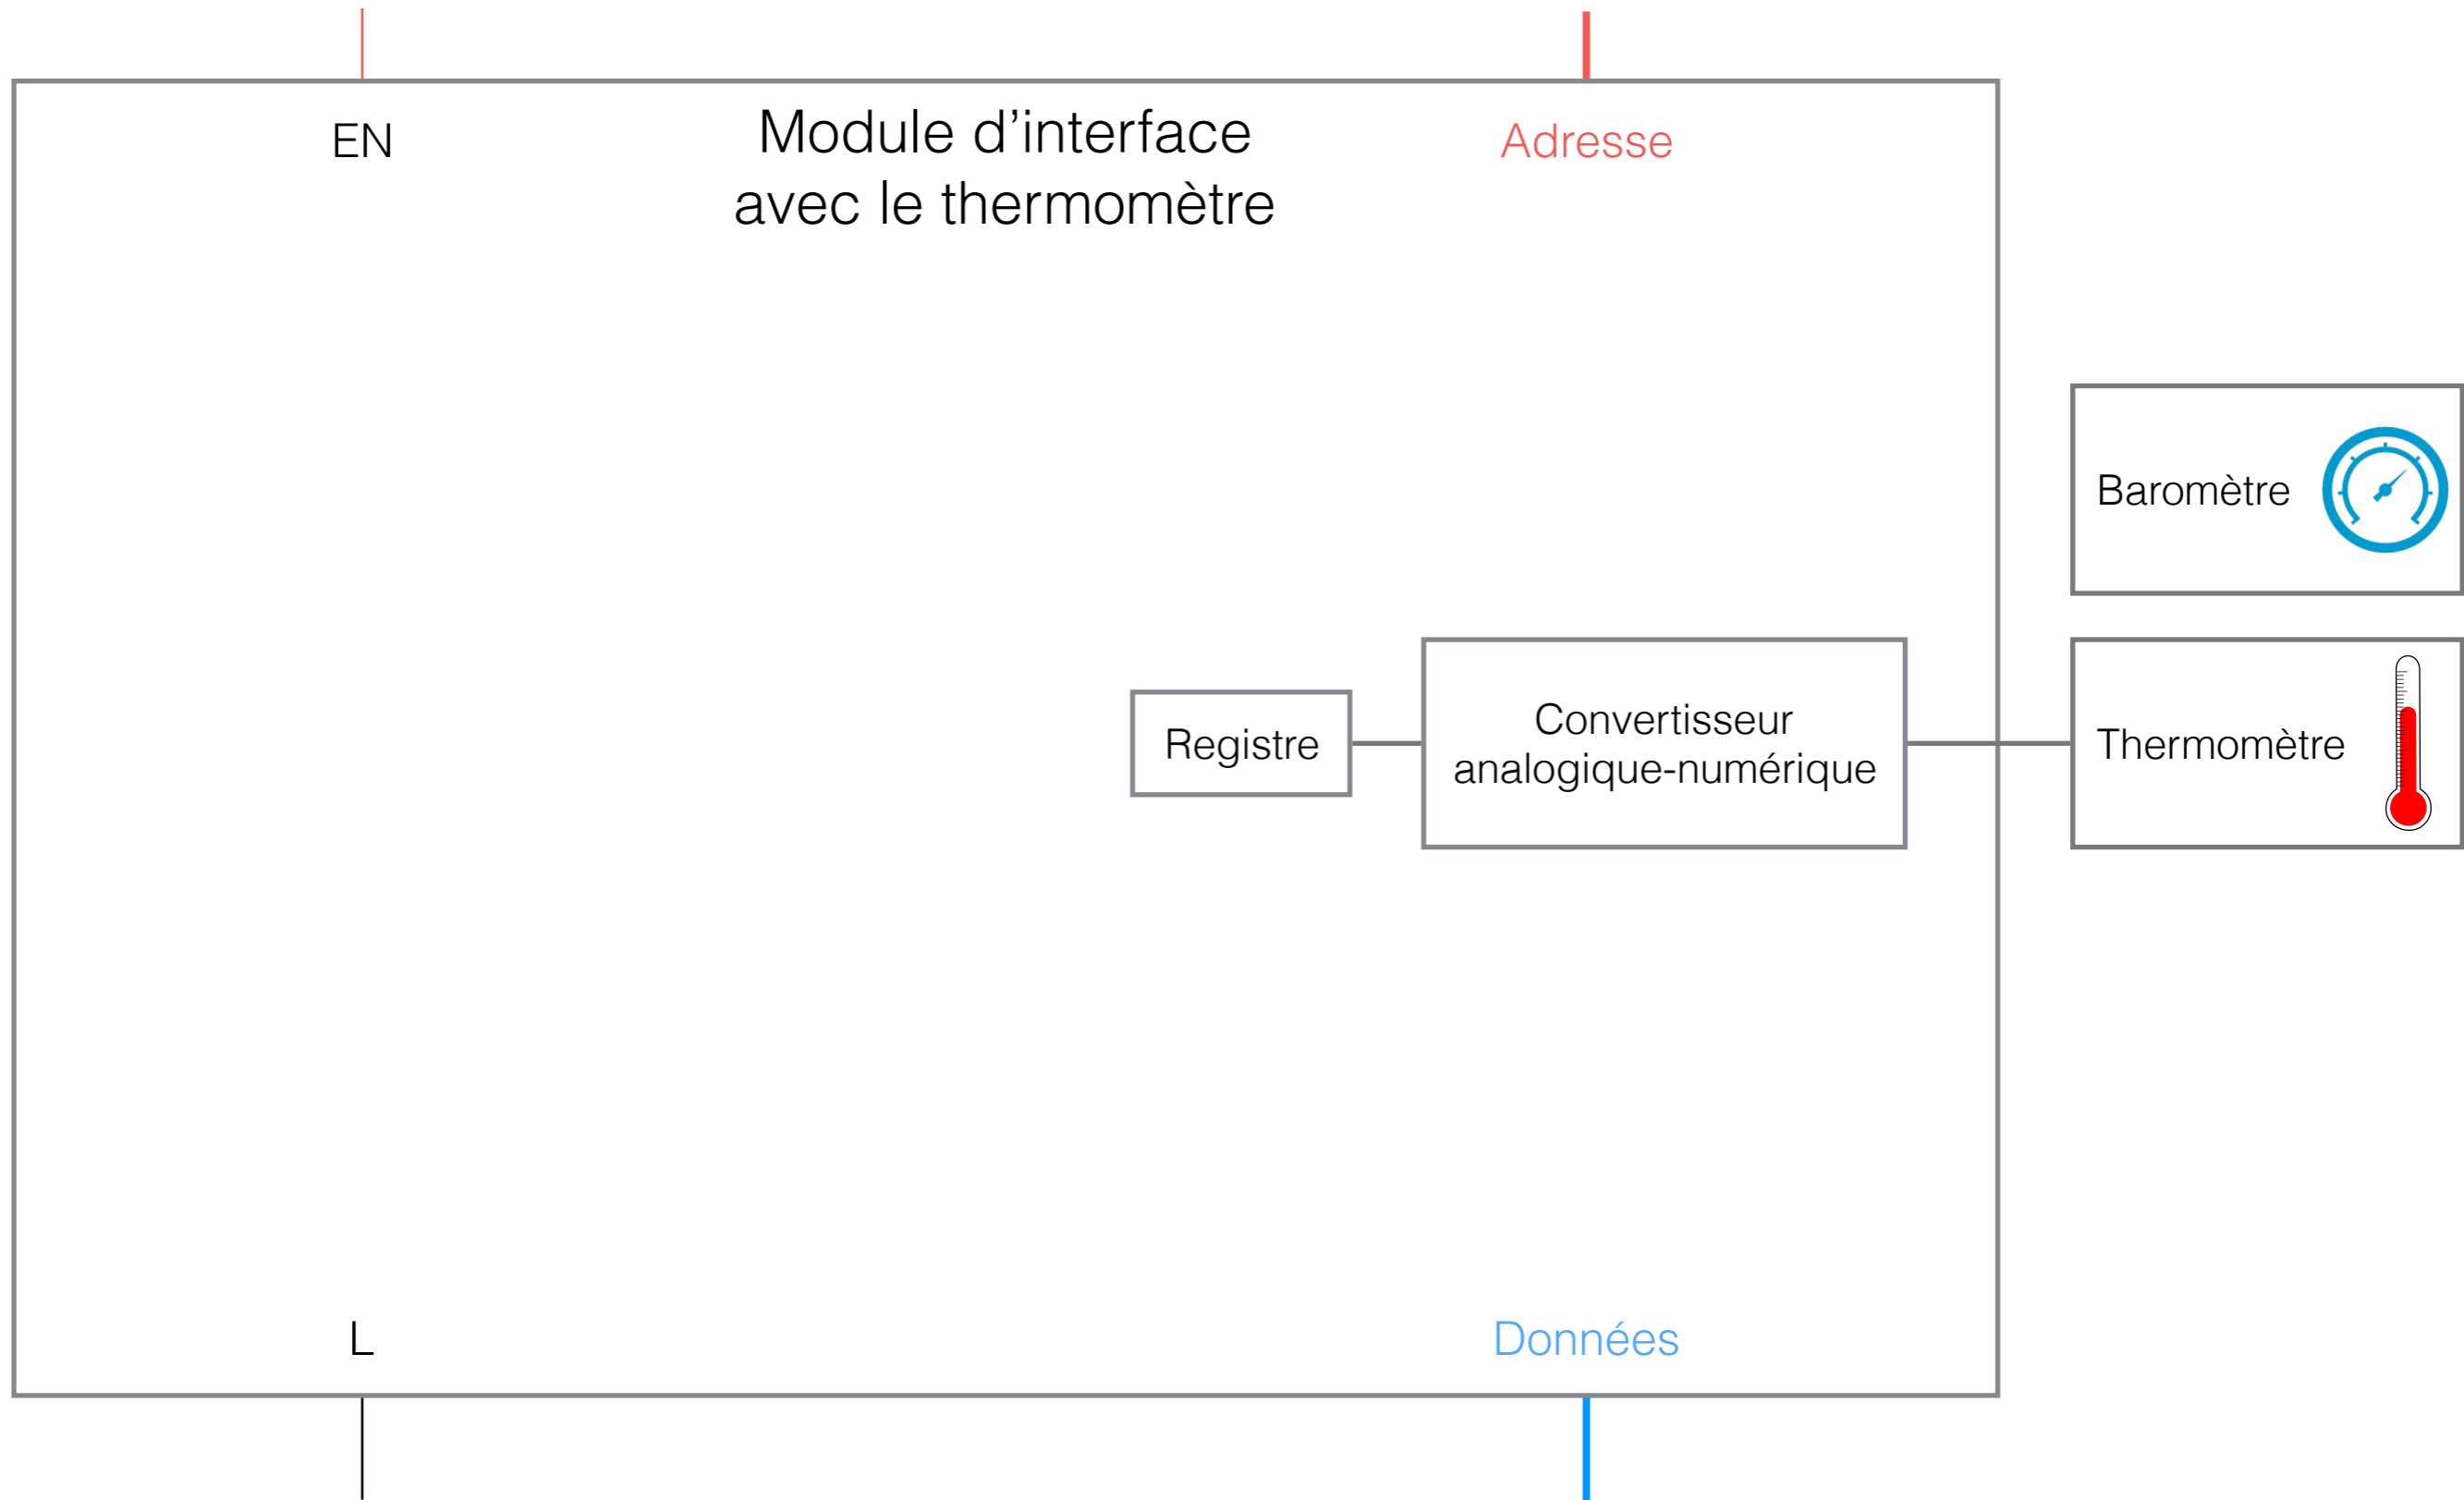 EN
Module d’interface
avec le thermomètre
Adresse
Baromètre
Registre
Convertisseur
analogique-numérique
Thermomètre
L
Données